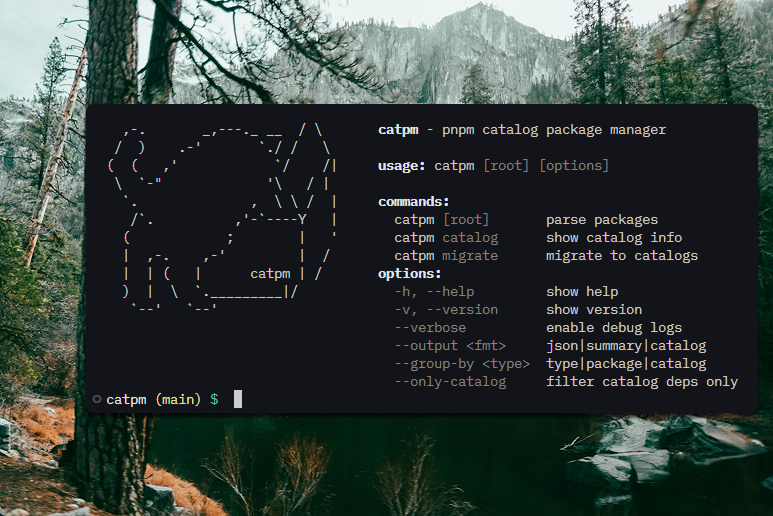 catpm - pnpm catalog package manager
usage: catpm [root] [options]
commands:
catpm [root] parse packages
catpm catalog show catalog info
catpm migrate migrate to catalogs
options:
-h, --help show help
-v, --version show version
--verbose enable debug logs
--output <fmt> json|summary|catalog
--group-by <type> type|package|catalog
--only-catalog filter catalog deps only
catpm
catpm (main) $